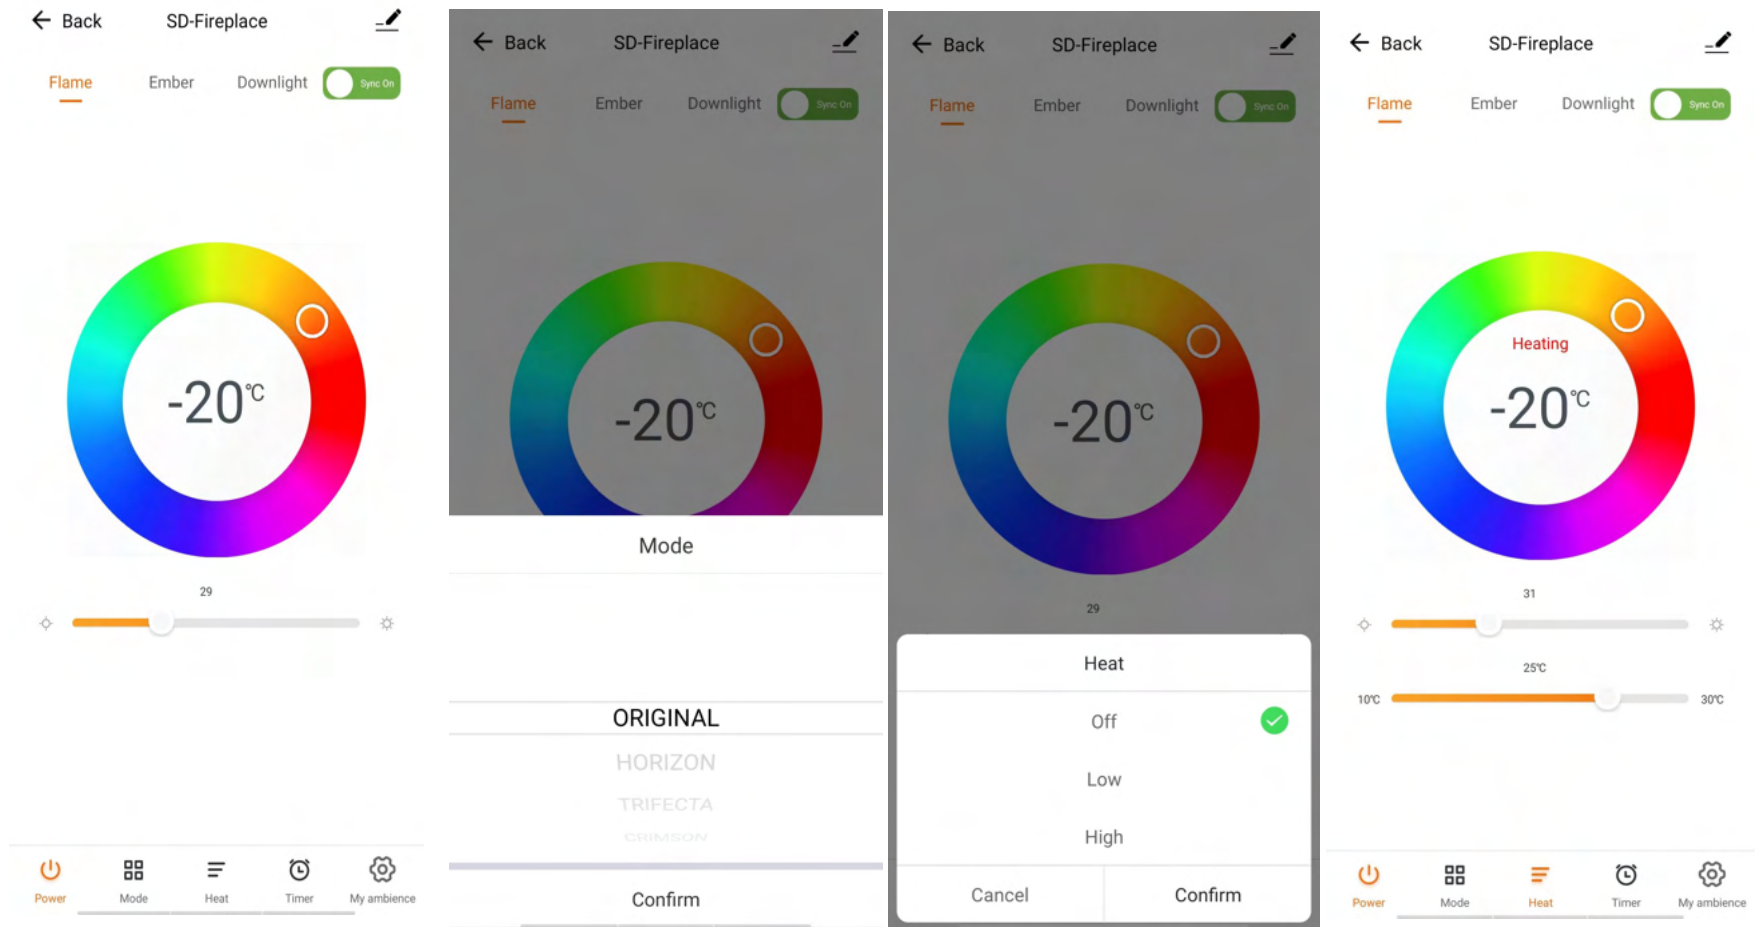 Back SD-Fireplace
Flame Ember Downlight Sync On
-20℃
29
Power Mode Heat Timer My ambience
Back SD-Fireplace
Flame Ember Downlight Sync On
-20℃
Mode
ORIGINAL
HORIZON
TRIFECTA
CRIMSON
Confirm
Back SD-Fireplace
Flame Ember Downlight Sync On
-20℃
29
Heat
Off
Low
High
Cancel Confirm
Back SD-Fireplace
Flame Ember Downlight Sync On
Heating
-20℃
31
25℃
10℃ 30℃
Power Mode Heat Timer My ambience